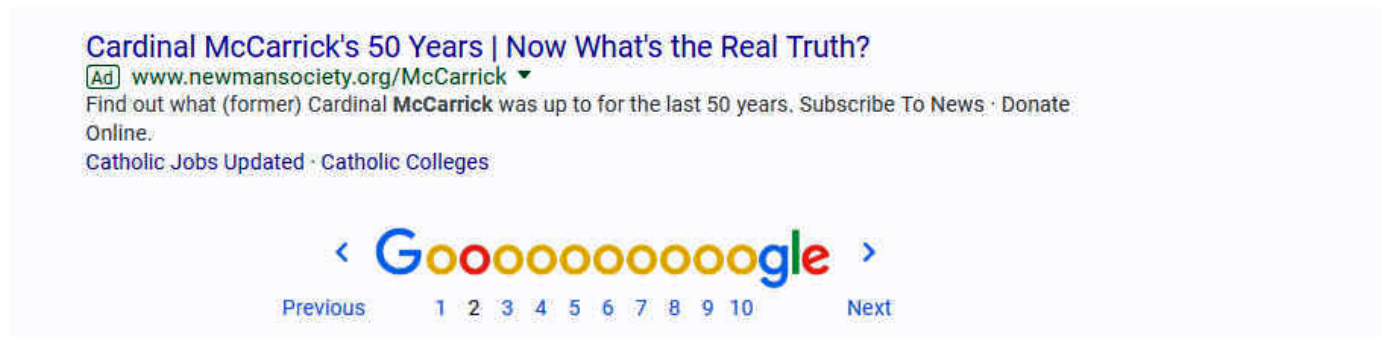 Cardinal McCarrick's 50 Years | Now What's the Real Truth?
Ad www.newmansociety.org/McCarrick
Find out what (former) Cardinal McCarrick was up to for the last 50 years. Subscribe To News · Donate
Online.
Catholic Jobs Updated · Catholic Colleges
< Goooooooooogle >
Previous 1 2 3 4 5 6 7 8 9 10 Next